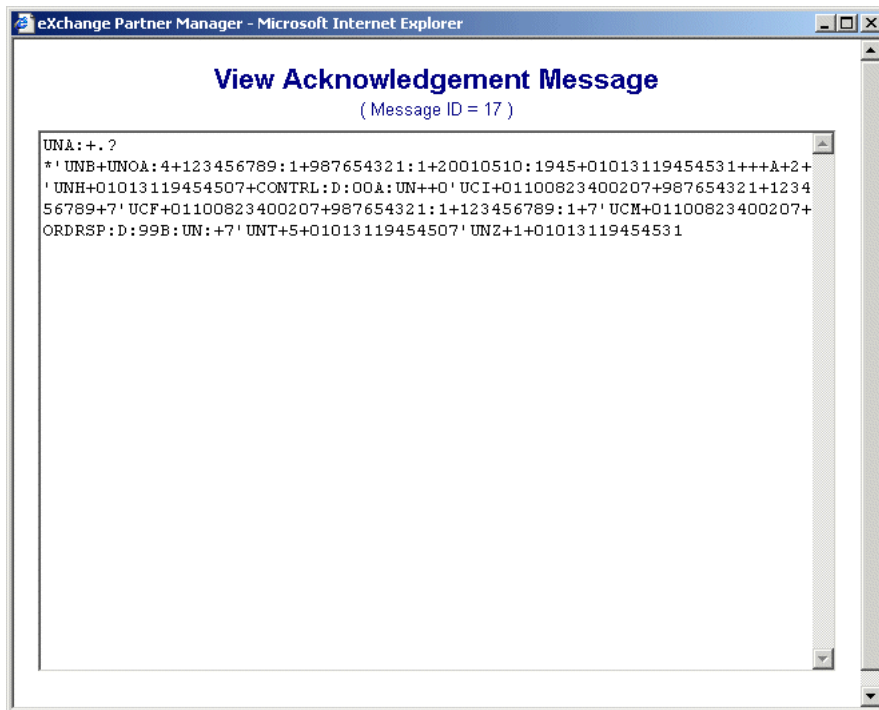 eXchange Partner Manager - Microsoft Internet Explorer
View Acknowledgement Message
( Message ID = 17 )
UNA:+.?
*'UNB+UNOA:4+123456789:1+987654321:1+20010510:1945+01013119454531+++A+2+
'UNH+01013119454507+CONTRL:D:00A:UN++0'UCI+01100823400207+987654321+1234
56789+7'UCF+01100823400207+987654321:1+123456789:1+7'UCM+01100823400207+
ORDRSP:D:99B:UN:+7'UNT+5+01013119454507'UNZ+1+01013119454531